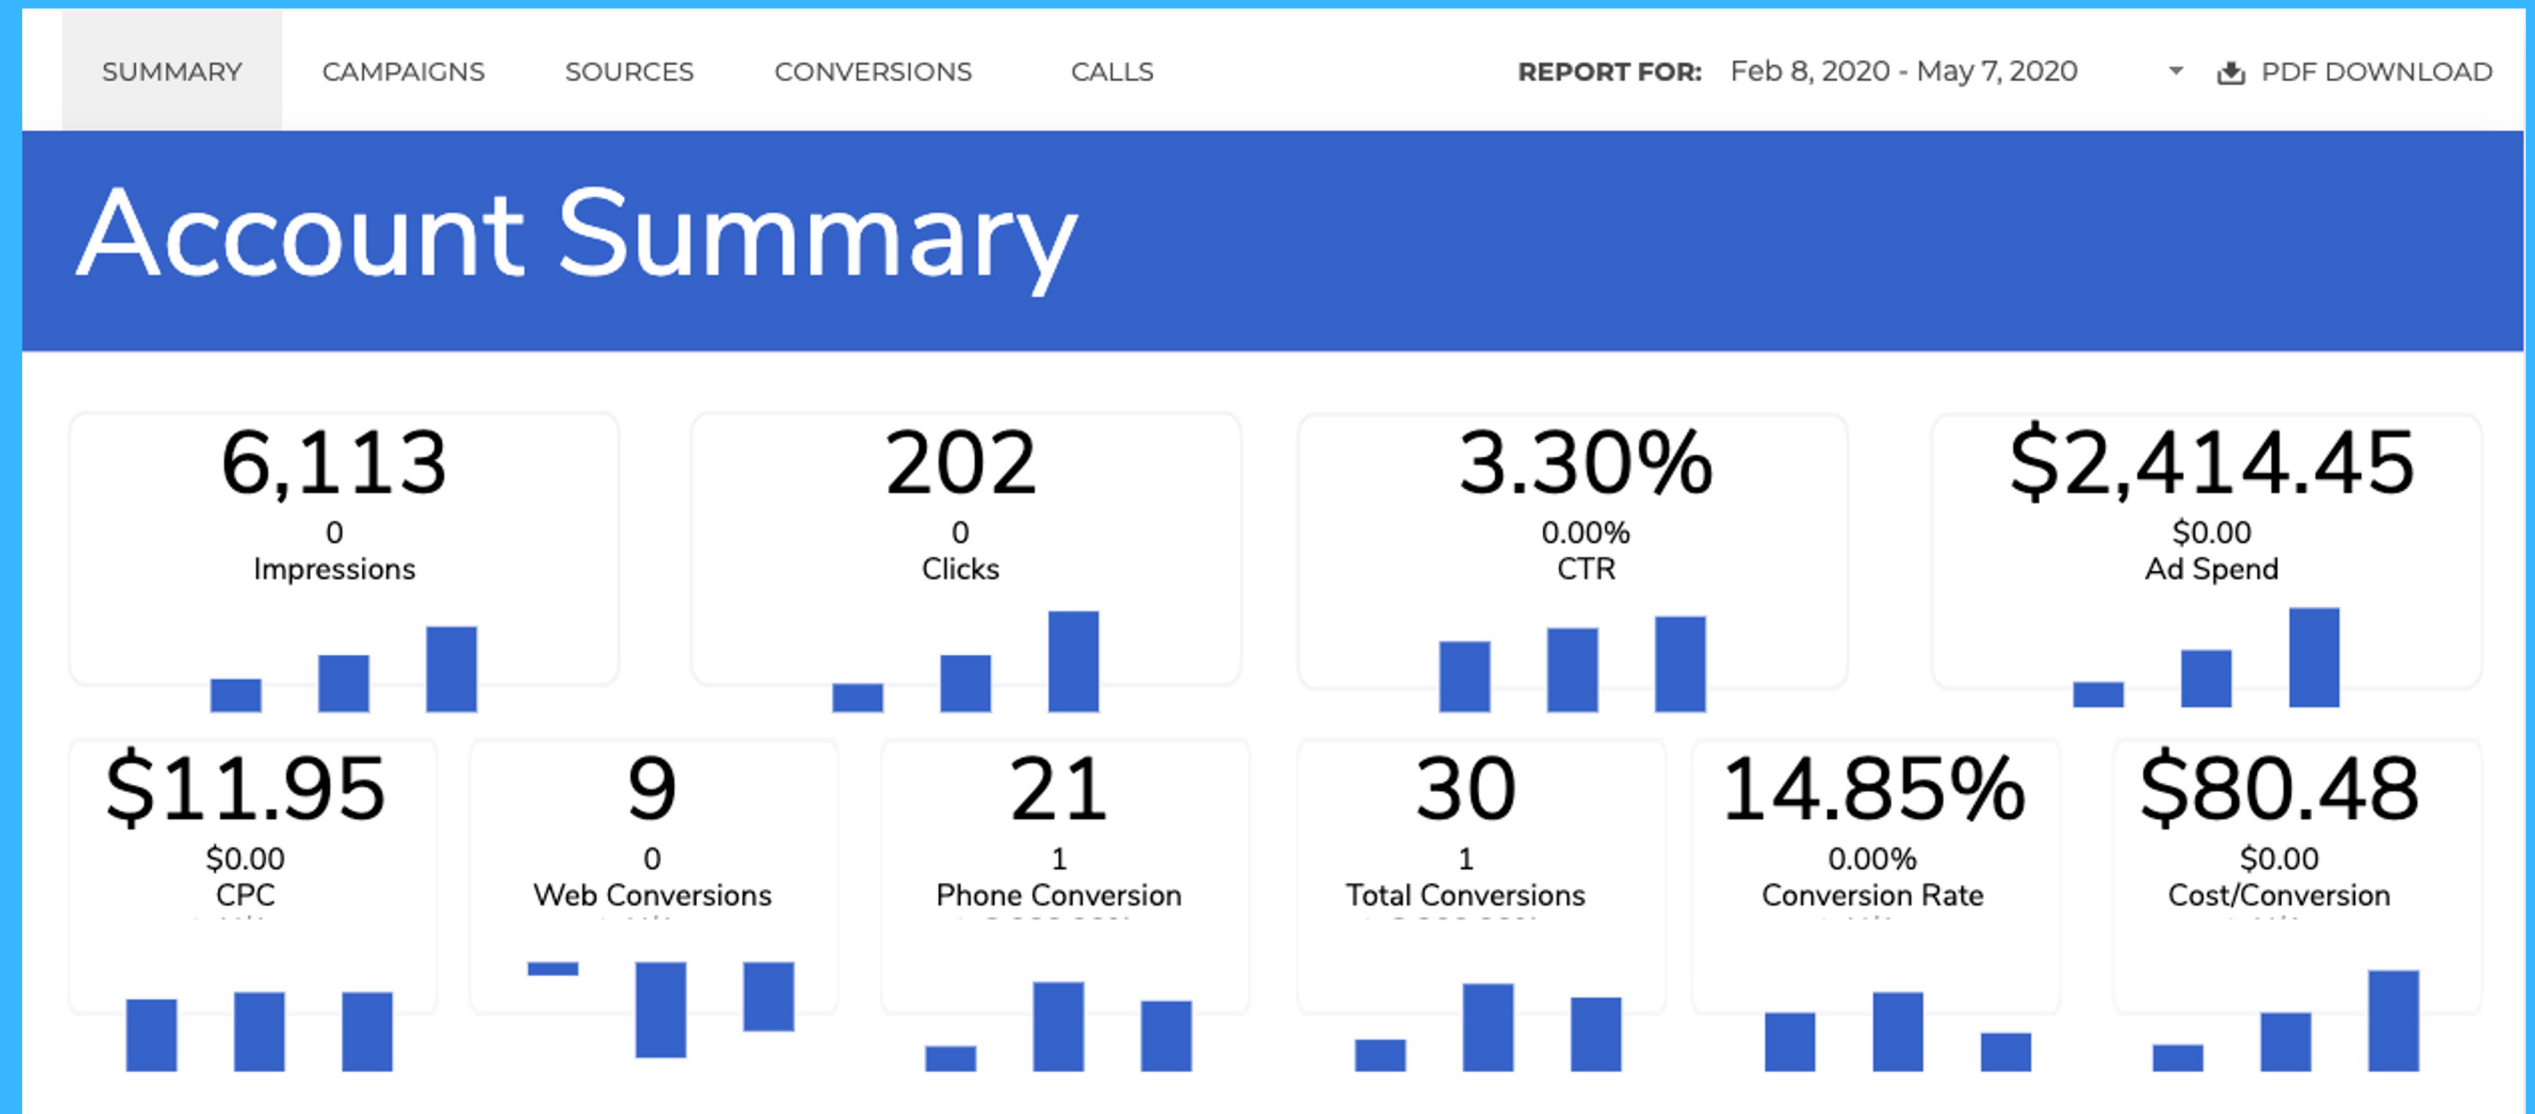 SUMMARY CAMPAIGNS SOURCES CONVERSIONS CALLS REPORT FOR: Feb 8, 2020 - May 7, 2020 PDF DOWNLOAD
Account Summary
6,113
0
Impressions
202
0
Clicks
3.30%
0.00%
CTR
$2,414.45
$0.00
Ad Spend
$11.95
$0.00
CPC
9
0
Web Conversions
21
1
Phone Conversion
30
1
Total Conversions
14.85%
0.00%
Conversion Rate
$80.48
$0.00
Cost/Conversion